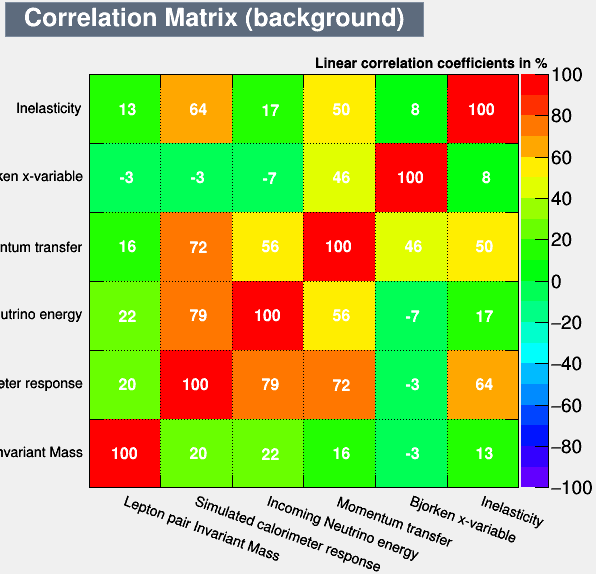 Correlation Matrix (background)
Linear correlation coefficients in %
Inelasticity 13 64 17 50 8 100
ken x-variable -3 -3 -7 46 100 8
ntum transfer 16 72 56 100 46 50
utrino energy 22 79 100 56 -7 17
eter response 20 100 79 72 -3 64
nvariant Mass 100 20 22 16 -3 13
100
80
60
40
20
0
−20
−40
−60
−80
−100
Lepton pair Invariant Mass
Simulated calorimeter response
Incoming Neutrino energy
Momentum transfer
Bjorken x-variable
Inelasticity